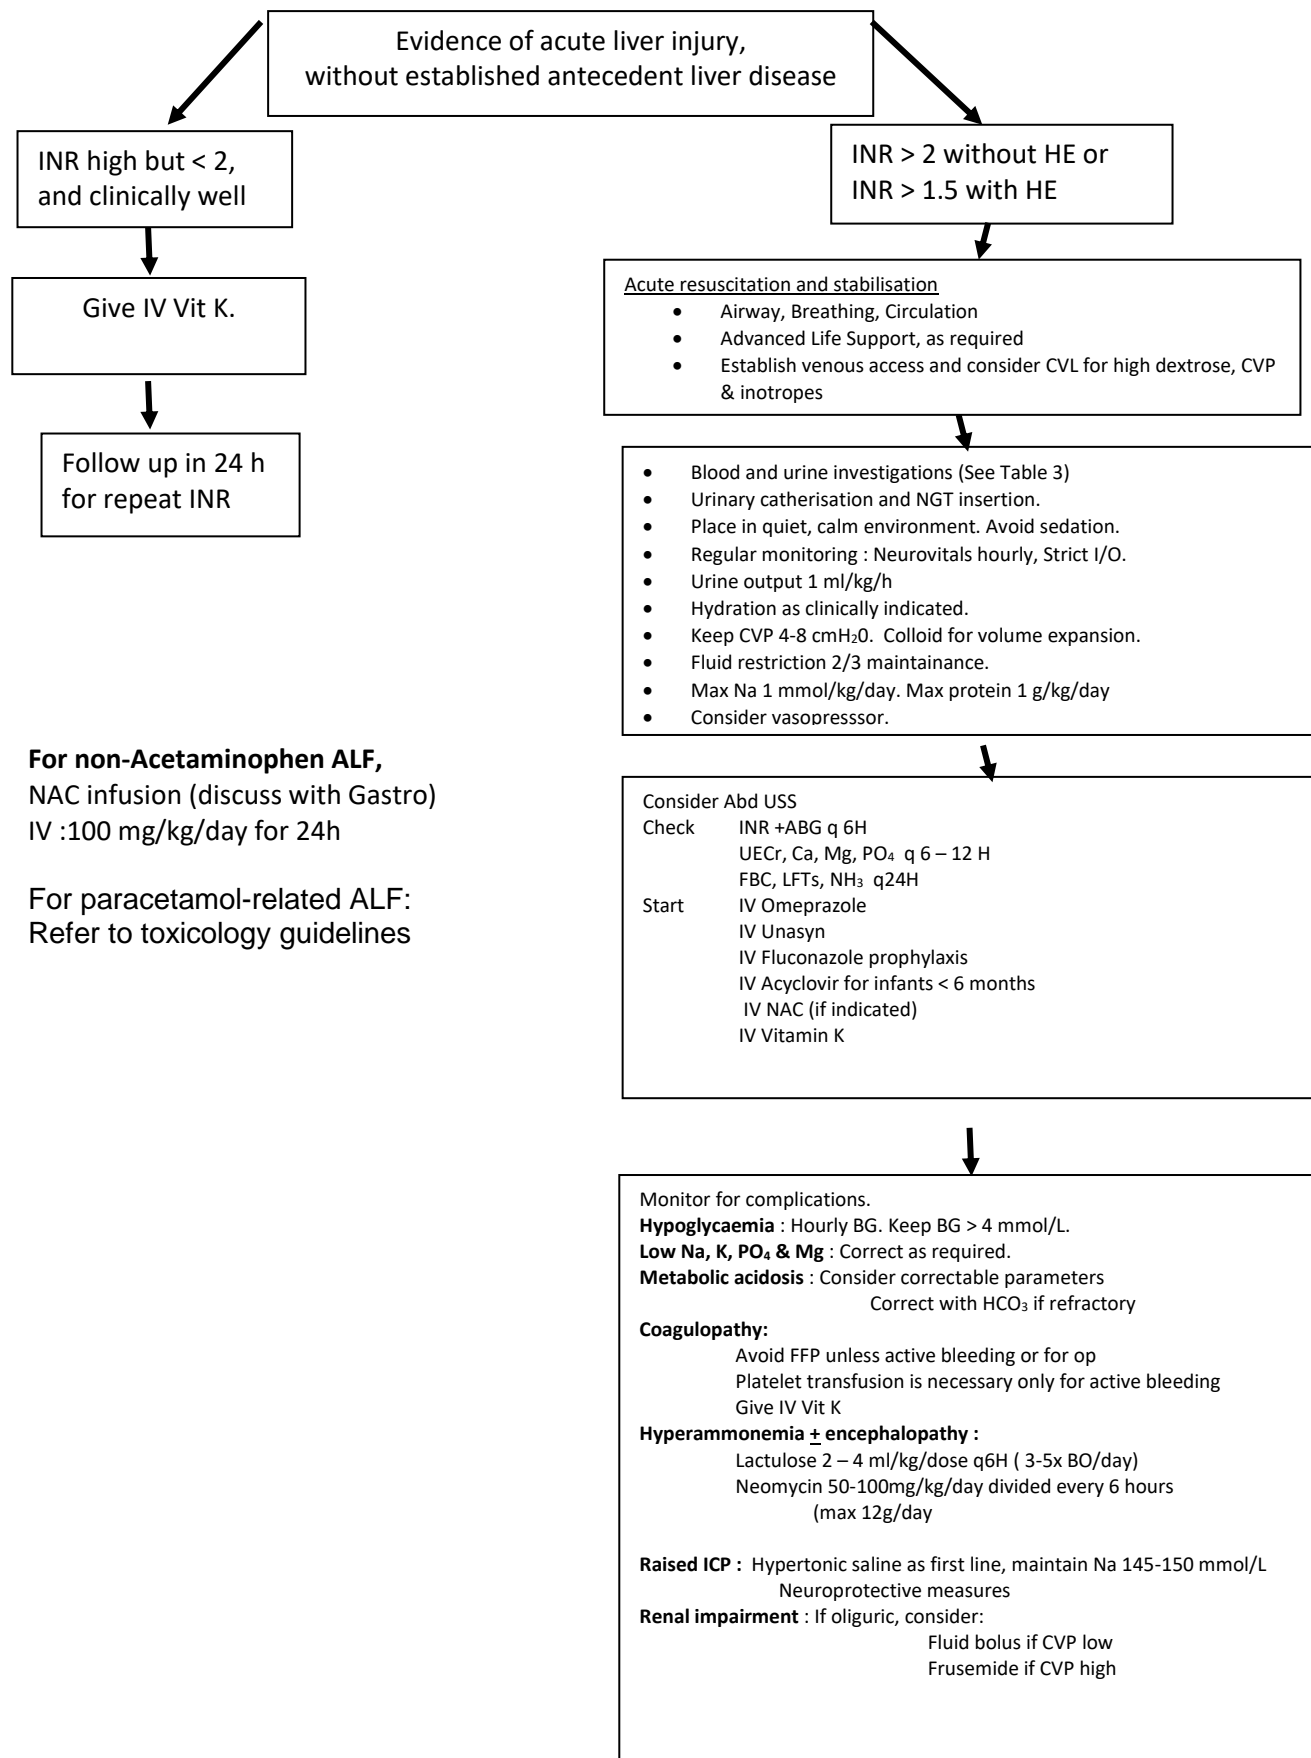 Evidence of acute liver injury,
without established antecedent liver disease
INR high but < 2,
and clinically well
Give IV Vit K.
Follow up in 24 h
for repeat INR
For non-Acetaminophen ALF,
NAC infusion (discuss with Gastro)
IV :100 mg/kg/day for 24h
For paracetamol-related ALF:
Refer to toxicology guidelines
INR > 2 without HE or
INR > 1.5 with HE
Acute resuscitation and stabilisation
• Airway, Breathing, Circulation
• Advanced Life Support, as required
• Establish venous access and consider CVL for high dextrose, CVP
& inotropes
• Blood and urine investigations (See Table 3)
• Urinary catherisation and NGT insertion.
• Place in quiet, calm environment. Avoid sedation.
• Regular monitoring : Neurovitals hourly, Strict I/O.
• Urine output 1 ml/kg/h
• Hydration as clinically indicated.
• Keep CVP 4-8 cmH₂0. Colloid for volume expansion.
• Fluid restriction 2/3 maintainance.
• Max Na 1 mmol/kg/day. Max protein 1 g/kg/day
• Consider vasopresssor.
Consider Abd USS
Check INR +ABG q 6H
UECr, Ca, Mg, PO₄ q 6 – 12 H
FBC, LFTs, NH₃ q24H
Start IV Omeprazole
IV Unasyn
IV Fluconazole prophylaxis
IV Acyclovir for infants < 6 months
IV NAC (if indicated)
IV Vitamin K
Monitor for complications.
Hypoglycaemia : Hourly BG. Keep BG > 4 mmol/L.
Low Na, K, PO₄ & Mg : Correct as required.
Metabolic acidosis : Consider correctable parameters
Correct with HCO₃ if refractory
Coagulopathy:
Avoid FFP unless active bleeding or for op
Platelet transfusion is necessary only for active bleeding
Give IV Vit K
Hyperammonemia ± encephalopathy :
Lactulose 2 – 4 ml/kg/dose q6H ( 3-5x BO/day)
Neomycin 50-100mg/kg/day divided every 6 hours
(max 12g/day
Raised ICP : Hypertonic saline as first line, maintain Na 145-150 mmol/L
Neuroprotective measures
Renal impairment : If oliguric, consider:
Fluid bolus if CVP low
Frusemide if CVP high